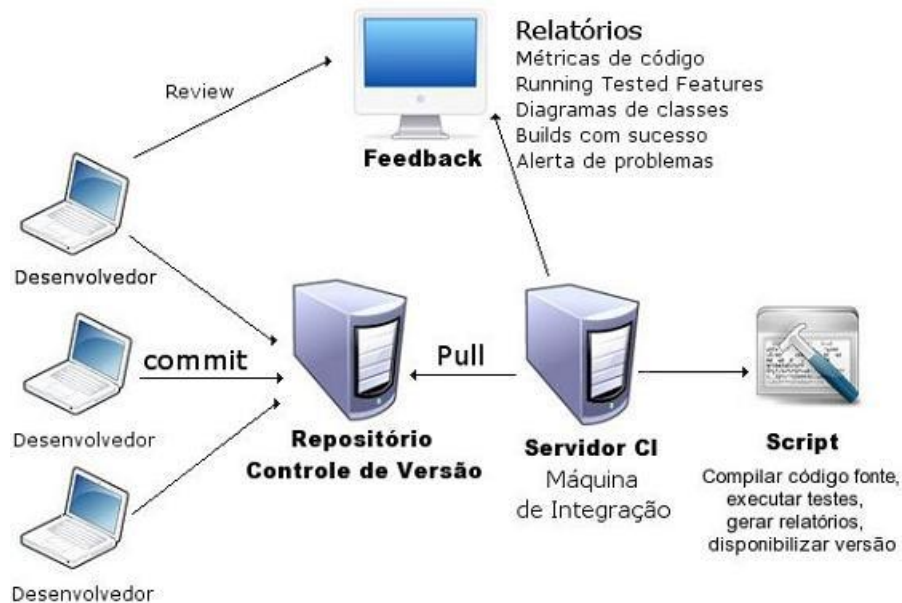 Relatórios
Métricas de código
Running Tested Features
Diagramas de classes
Builds com sucesso
Alerta de problemas
Review
Feedback
Desenvolvedor
commit
Pull
Desenvolvedor
Repositório
Controle de Versão
Servidor CI
Máquina
de Integração
Script
Compilar código fonte,
executar testes,
gerar relatórios,
disponibilizar versão
Desenvolvedor